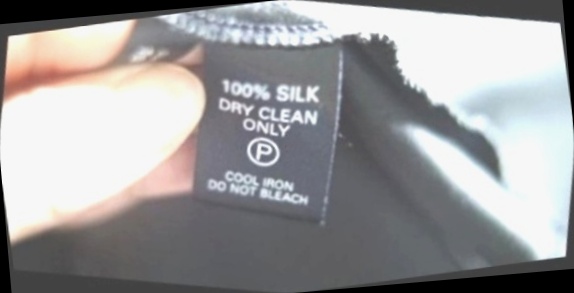 100% SILK
DRY CLEAN
ONLY
P
COOL IRON
DO NOT BLEACH